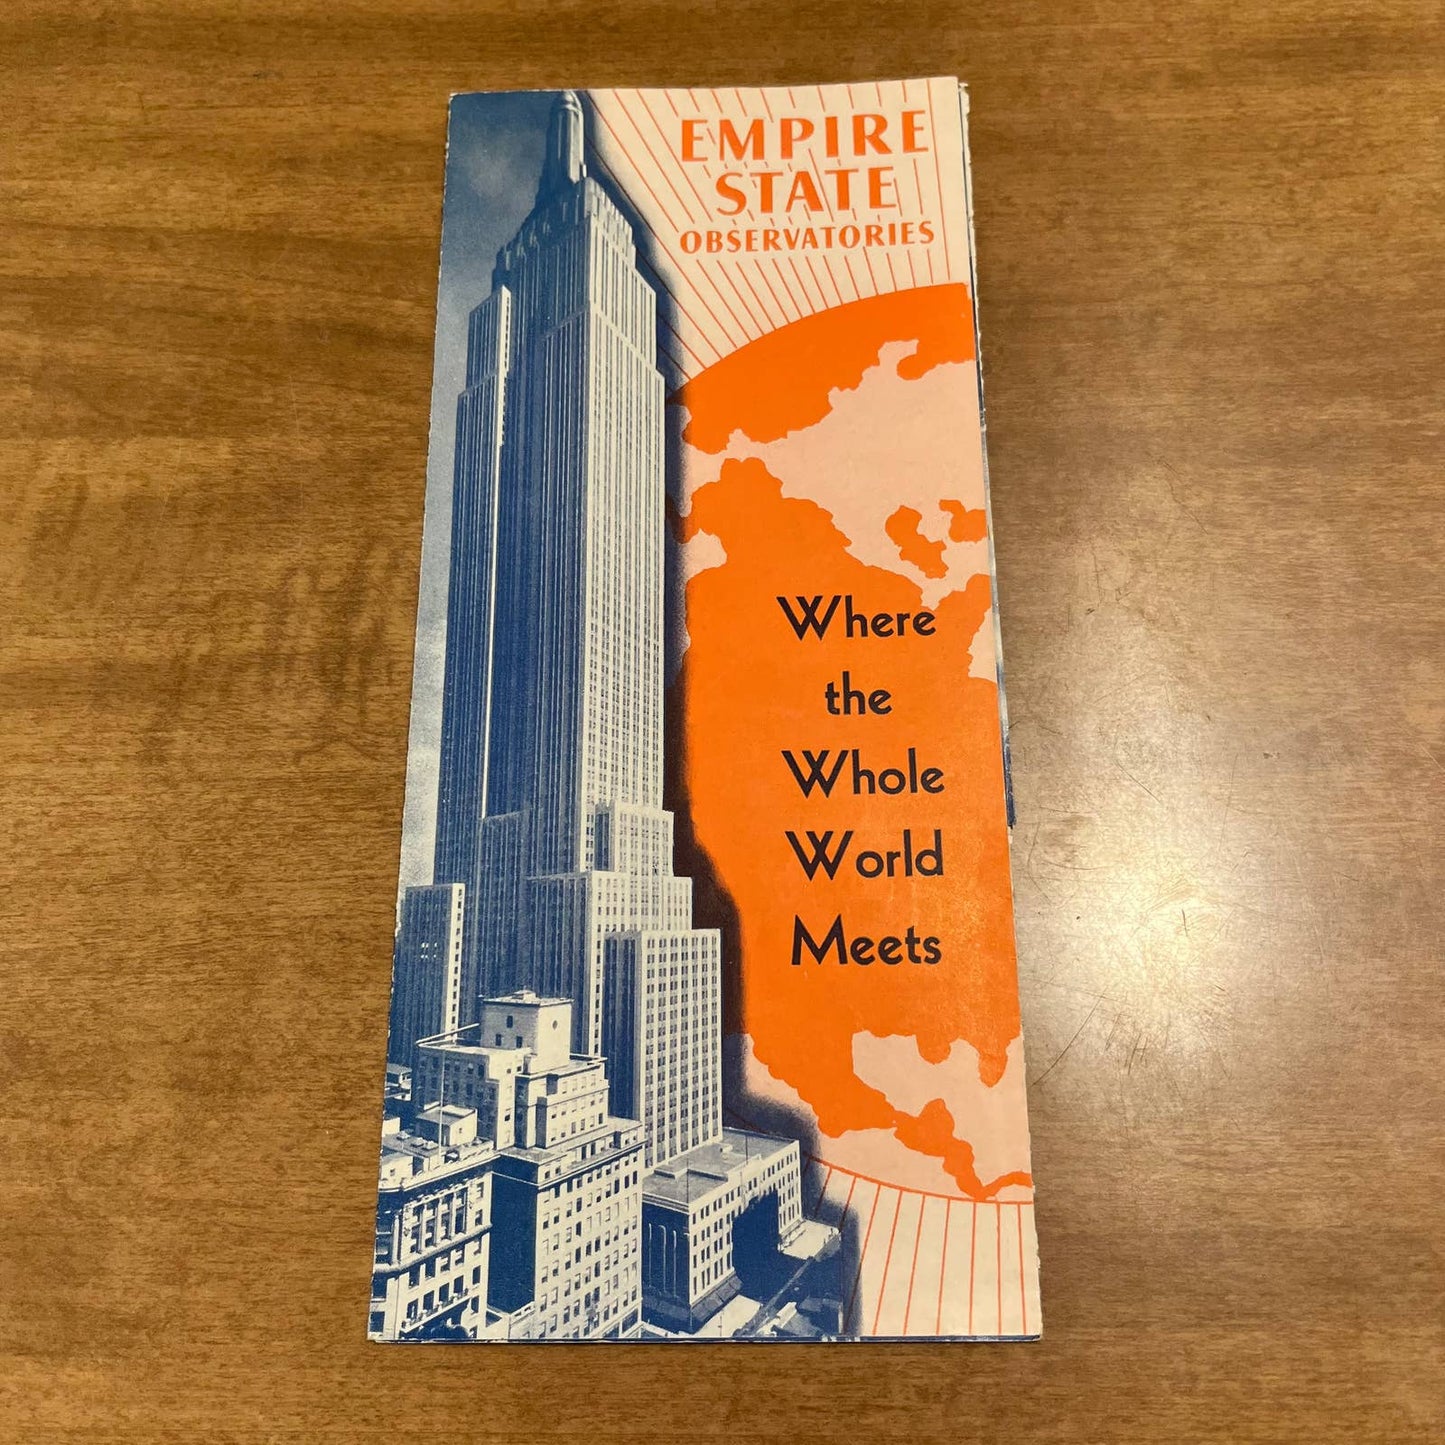 EMPIRE
STATE
OBSERVATORIES
Where
the
Whole
World
Meets